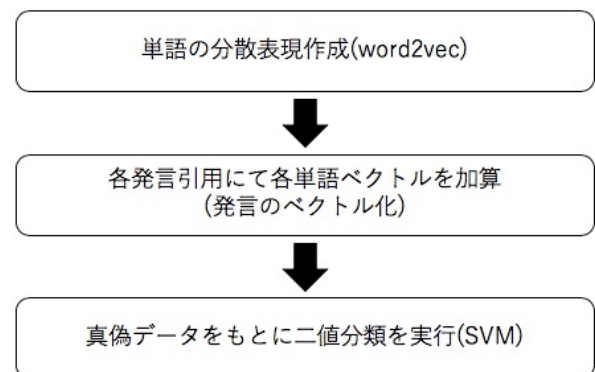 単語の分散表現作成(word2vec)
各発言引用にて各単語ベクトルを加算
(発言のベクトル化)
真偽データをもとに二値分類を実行(SVM)